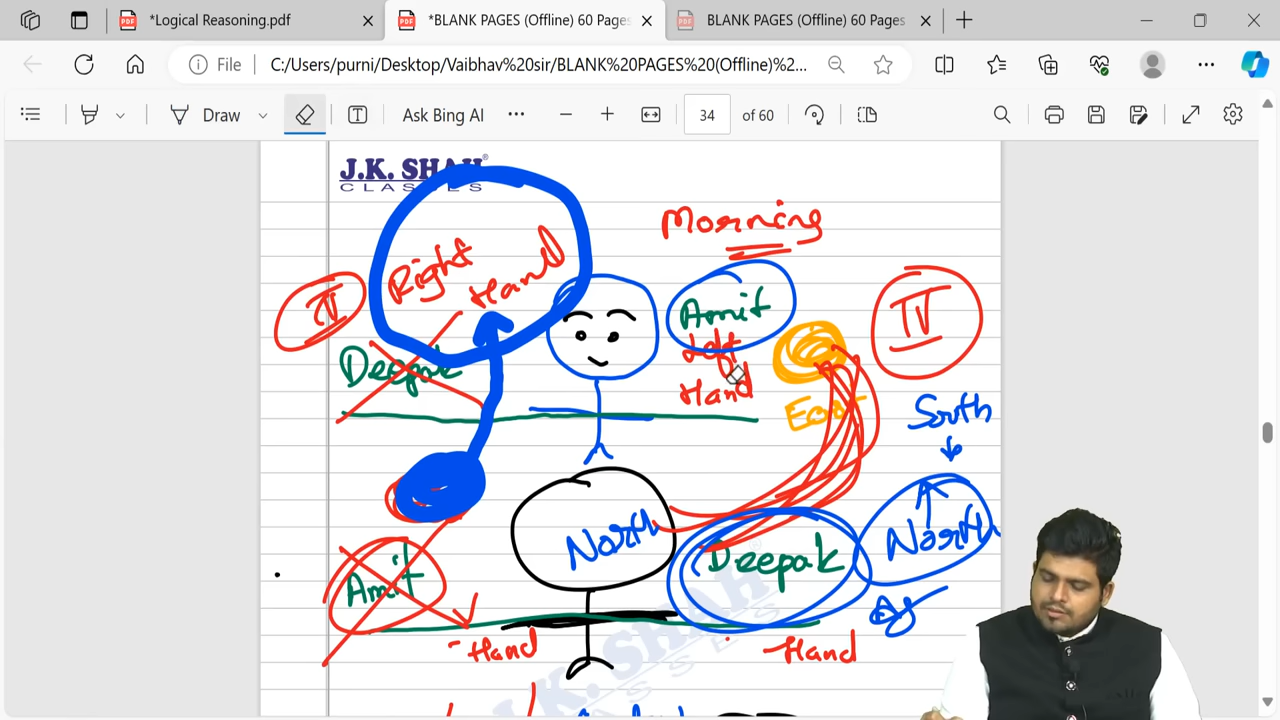 *Logical Reasoning.pdf
*BLANK PAGES (Offline) 60 Pages
BLANK PAGES (Offline) 60 Pages
File
C:/Users/purni/Desktop/Vaibhav%20sir/BLANK%20PAGES%20(Offline)%2...
Draw
Ask Bing AI
34
of 60
J.K. SHAH
CLASSES
Morning
Right
Hand
IV
Amit
Left
Hand
IV
Deepak
East
South
North
Deepak
North
Amit
Hand
Hand